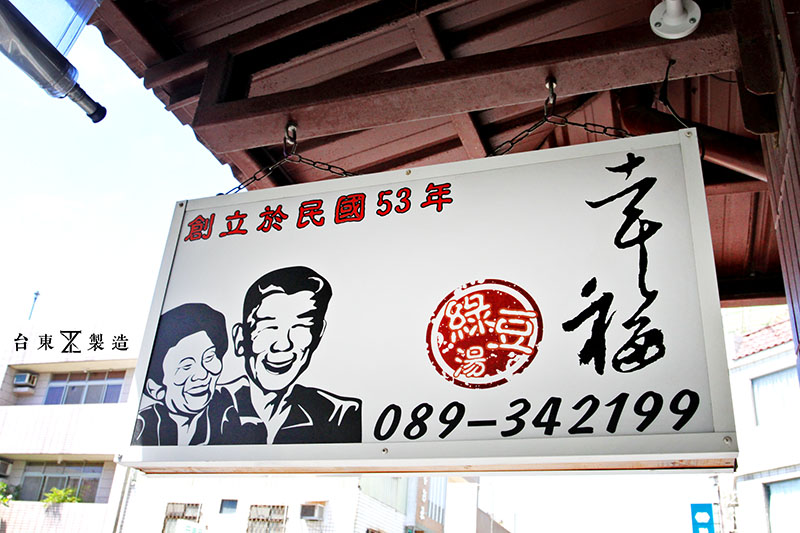 創立於民國53年
幸福
綠豆
湯
089-342199
台東製造